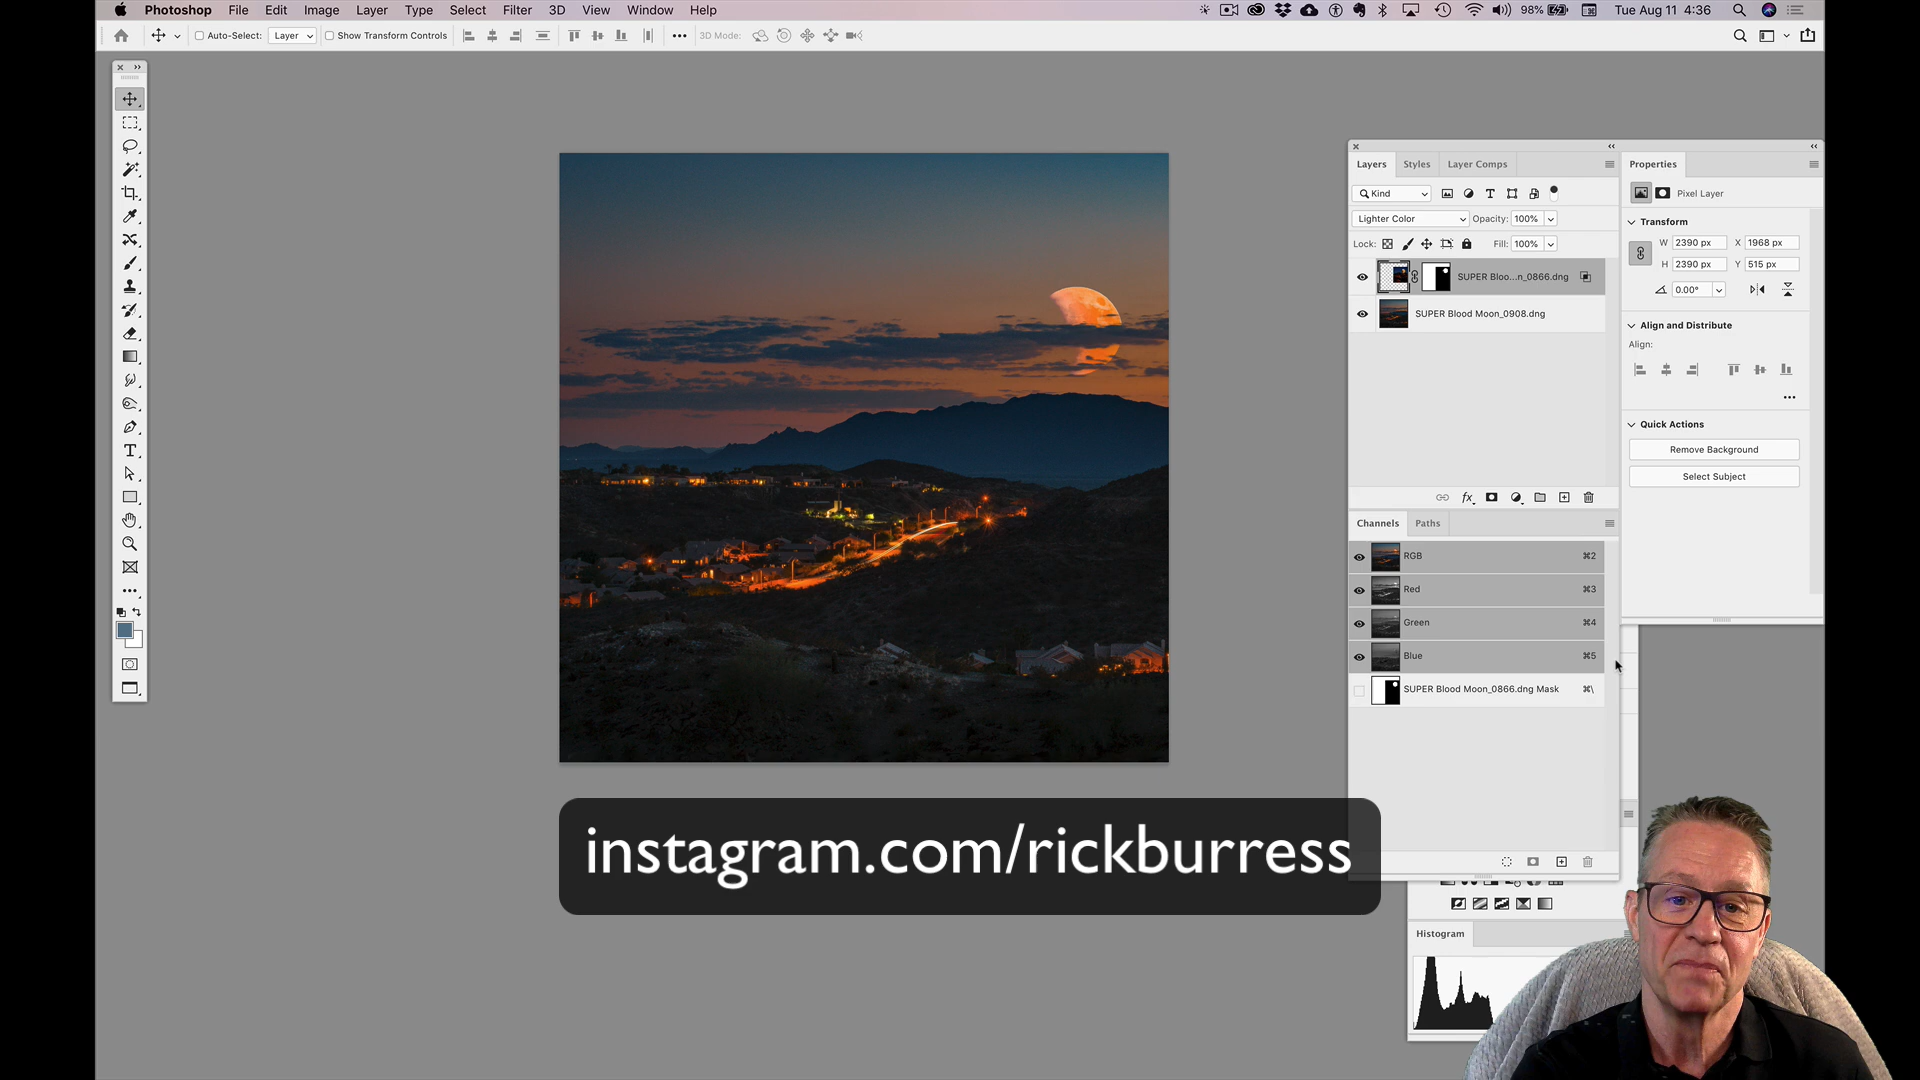 Photoshop File Edit Image Layer Type Select Filter 3D View Window Help 98% Tue Aug 11 4:36
Auto-Select: Layer Show Transform Controls 3D Mode:
Layers Styles Layer Comps
Properties
Kind
Pixel Layer
Lighter Color Opacity: 100%
Transform
Lock: Fill: 100%
W 2390 px X 1968 px
H 2390 px Y 515 px
SUPER Bloo...n_0866.dng
0.00°
SUPER Blood Moon_0908.dng
Align and Distribute
Align:
Quick Actions
Remove Background
Select Subject
fx
Channels Paths
RGB ⌘2
Red ⌘3
Green ⌘4
Blue ⌘5
SUPER Blood Moon_0866.dng Mask ⌘\
instagram.com/rickburress
Histogram